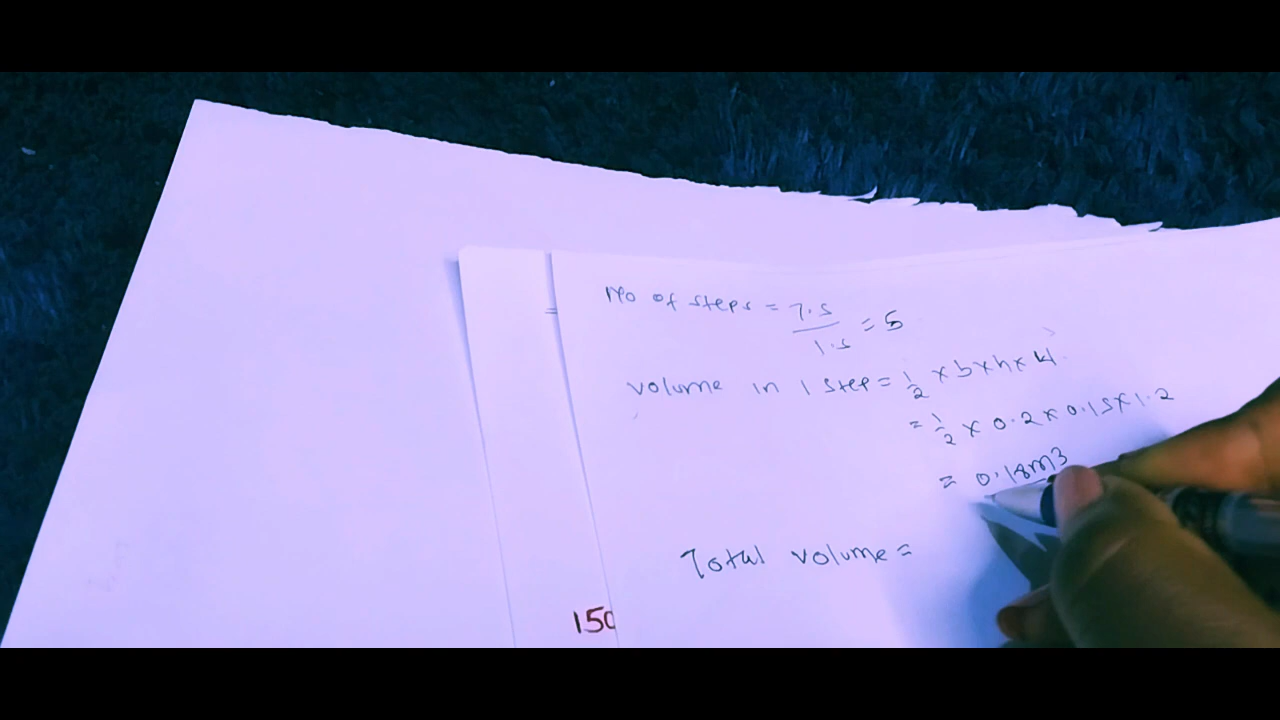 No of steps = 7.5 / 1.5 = 5
volume in 1 step = 1/2 × b × h × w
= 1/2 × 0.2 × 0.15 × 1.2
= 0.18m3
Total volume =
150
=